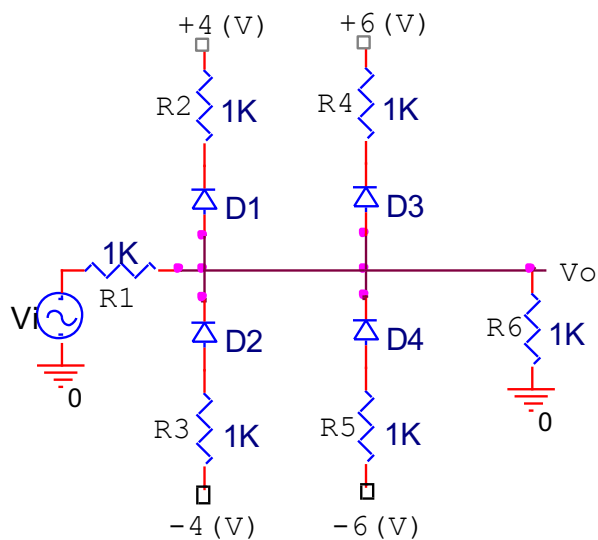 +4(V)
+6(V)
R2
1K
R4
1K
D1
D3
1K
R1
Vo
Vi
D2
D4
R6
1K
0
R3
1K
R5
1K
0
-4(V)
-6(V)